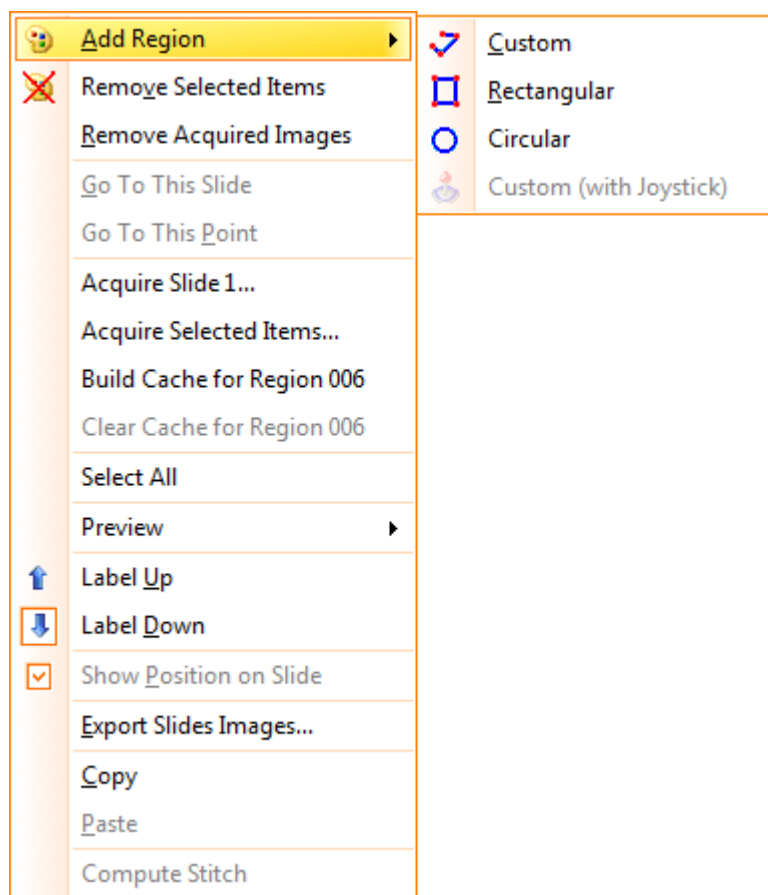 Add Region
Remove Selected Items
Remove Acquired Images
Go To This Slide
Go To This Point
Acquire Slide 1...
Acquire Selected Items...
Build Cache for Region 006
Clear Cache for Region 006
Select All
Preview
Label Up
Label Down
Show Position on Slide
Export Slides Images...
Copy
Paste
Compute Stitch
Custom
Rectangular
Circular
Custom (with Joystick)